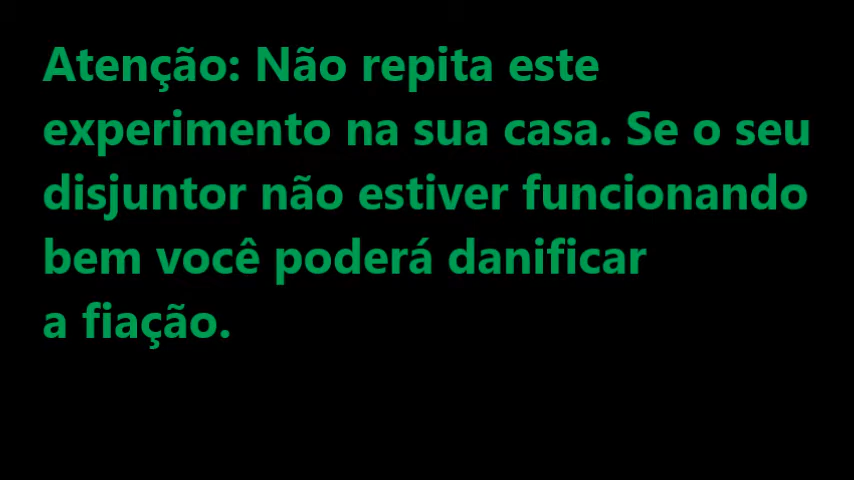 Atenção: Não repita este
experimento na sua casa. Se o seu
disjuntor não estiver funcionando
bem você poderá danificar
a fiação.